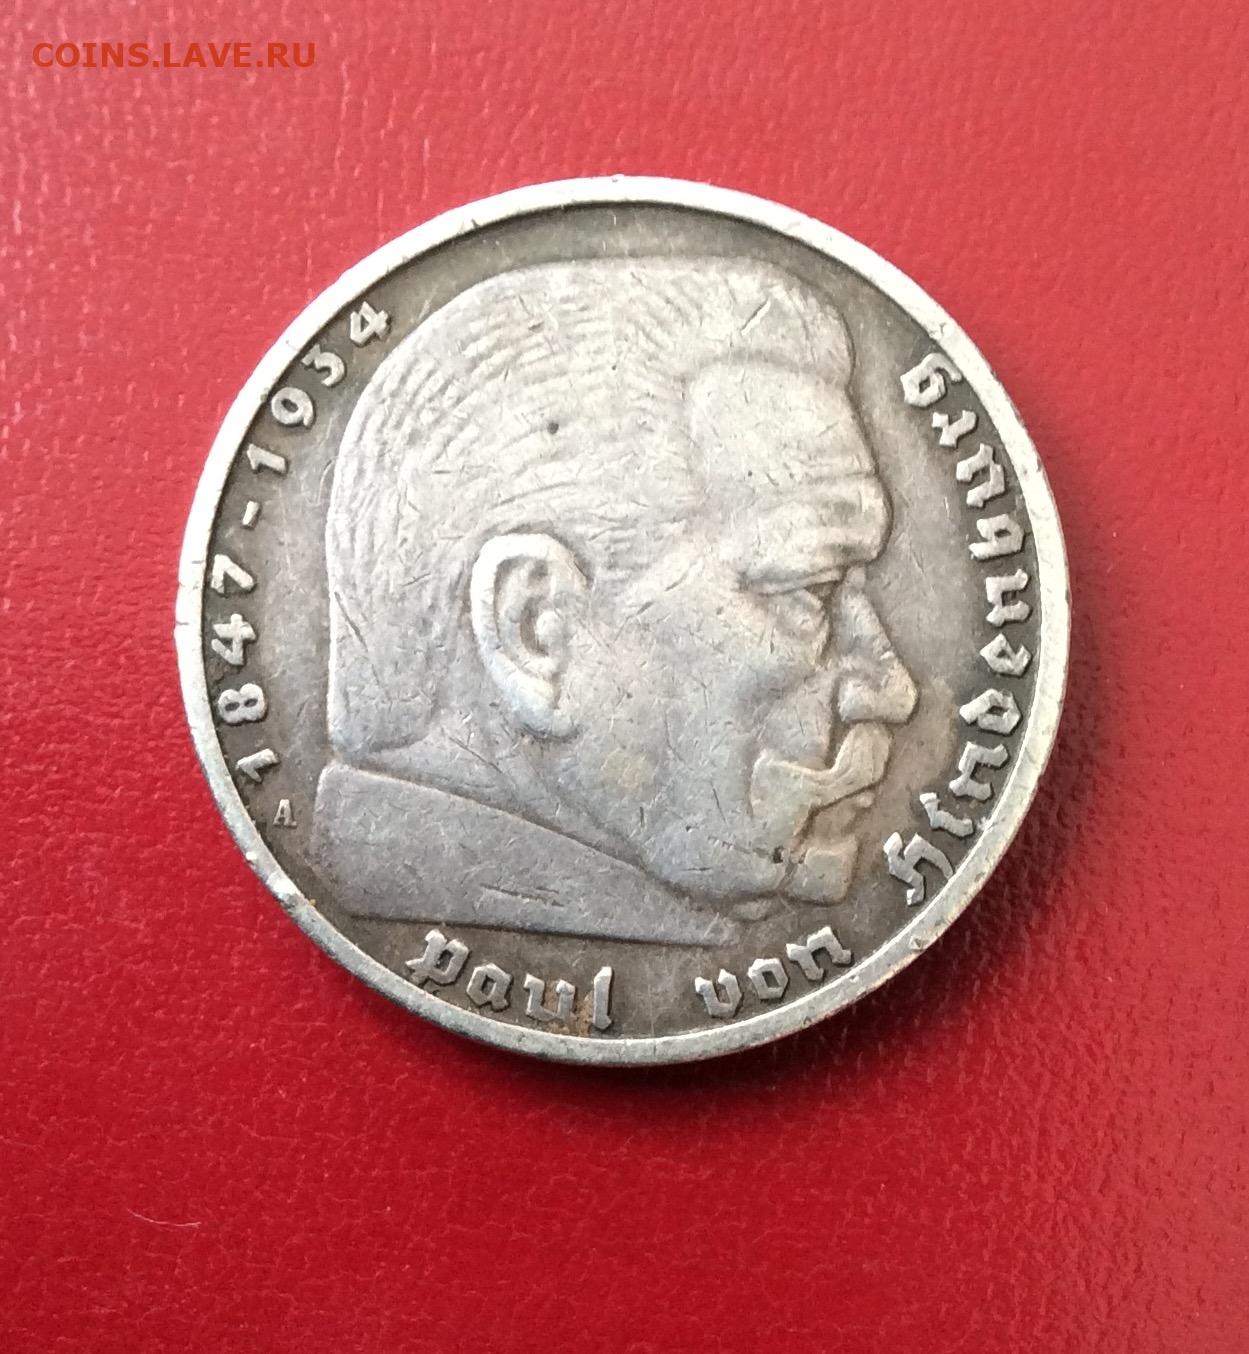 COINS.LAVE.RU
1847-1934
Paul von Hindenburg
A